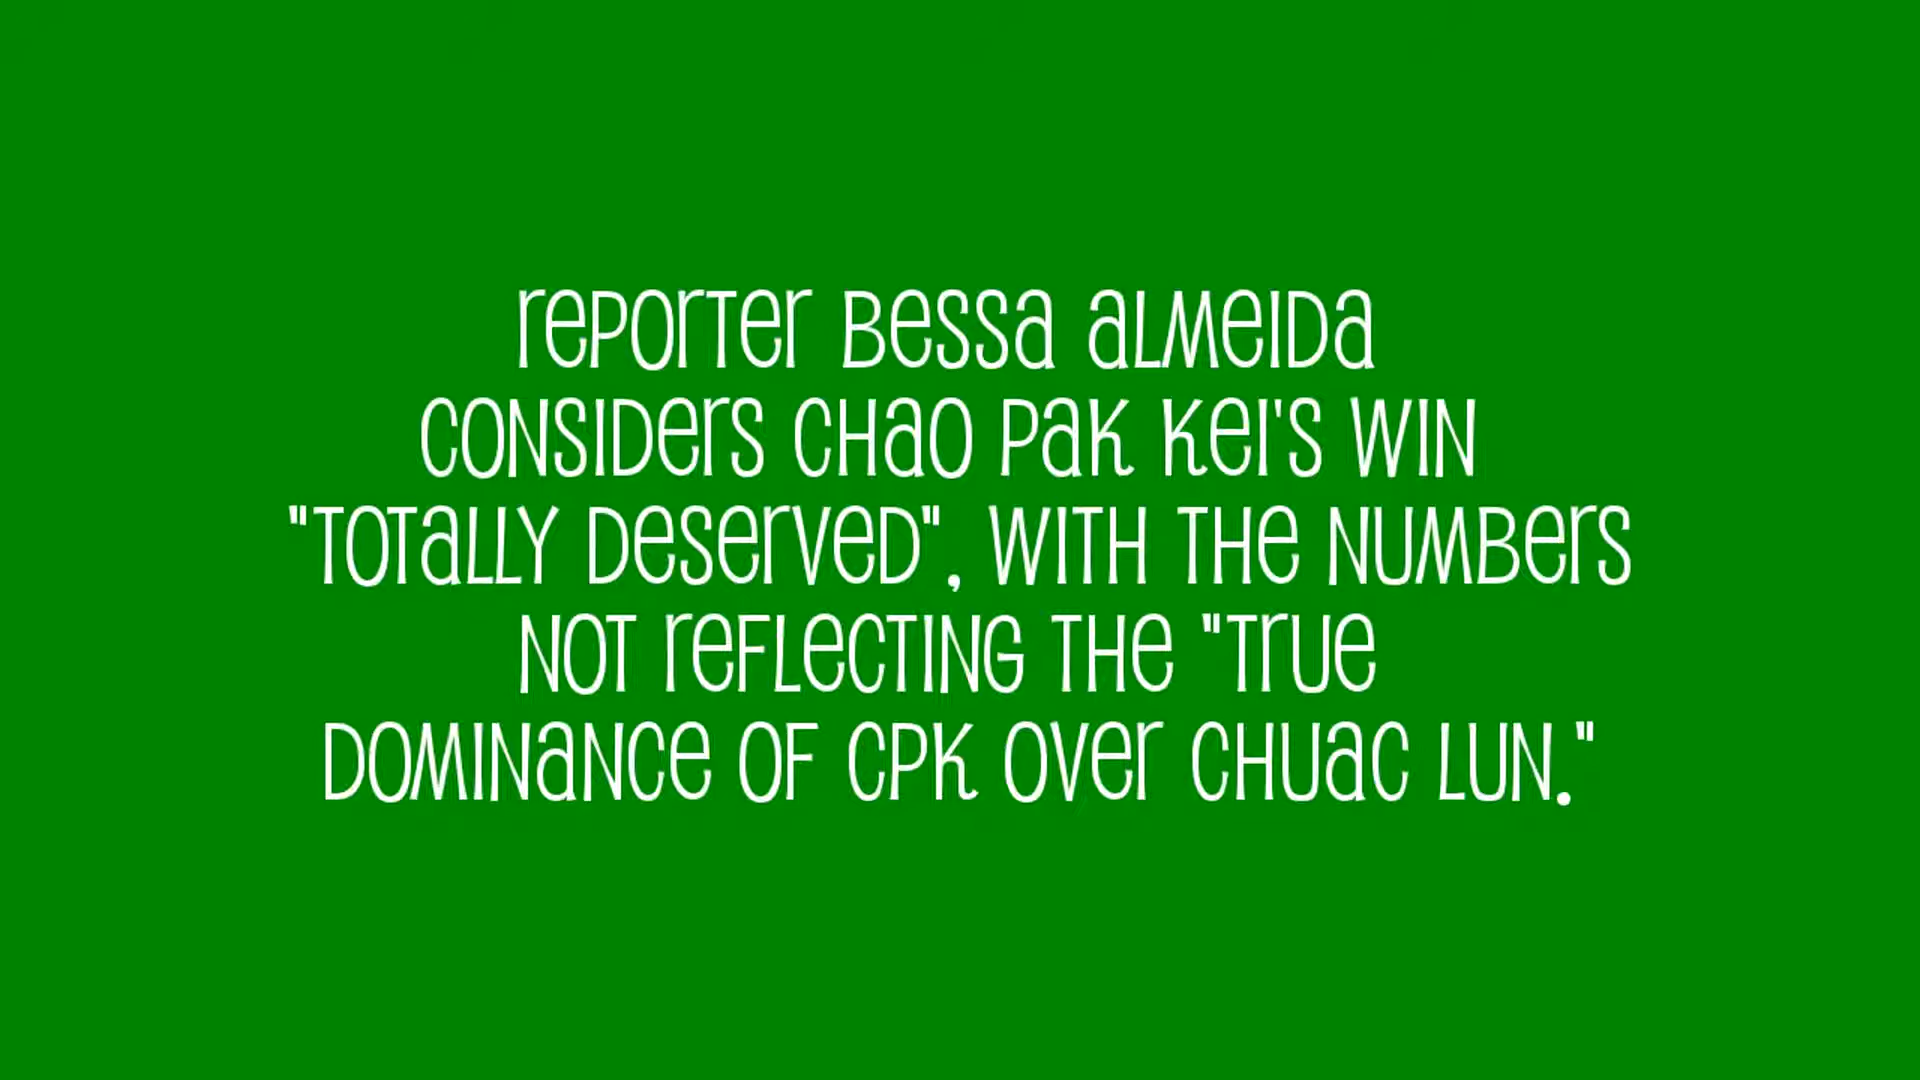 Reporter Bessa Almeida
considers Chao Pak Kei's win
"totally deserved", with the numbers
not reflecting the "true
dominance of CPK over Chuac Lun."